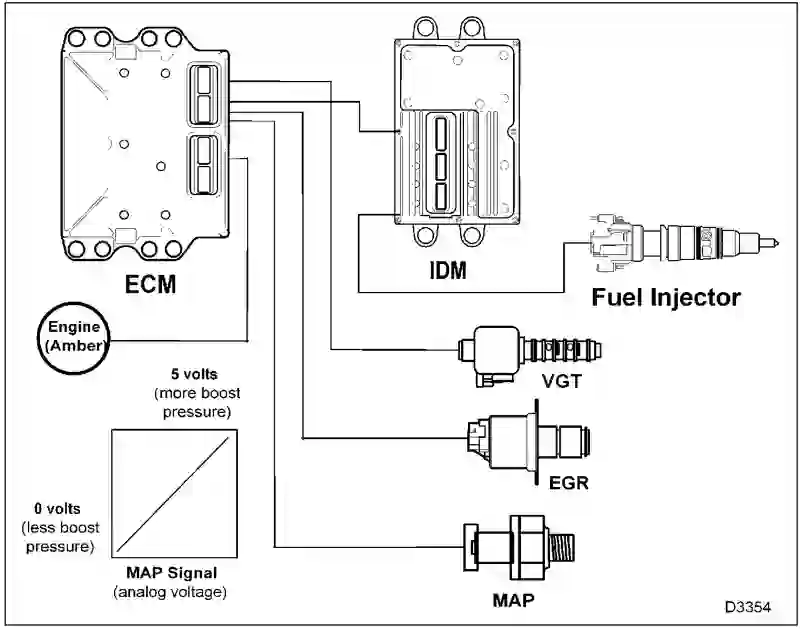 ECM
IDM
Fuel Injector
Engine
(Amber)
VGT
5 volts
(more boost
pressure)
EGR
0 volts
(less boost
pressure)
MAP Signal
(analog voltage)
MAP
D3354